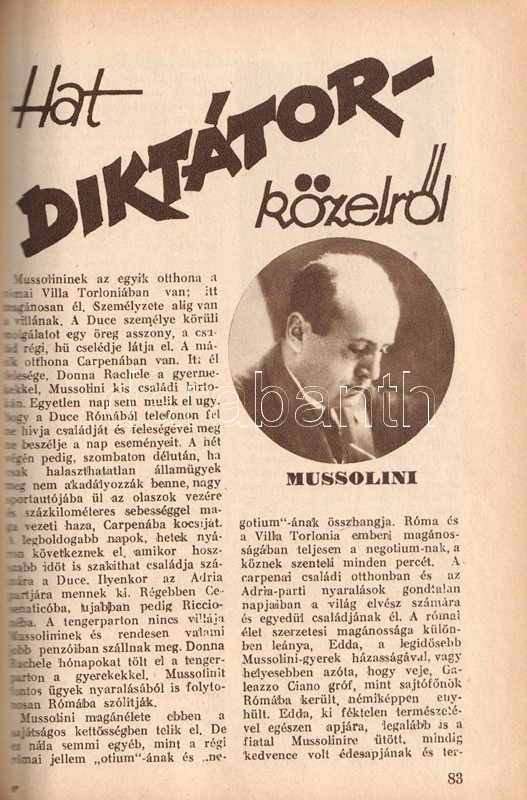 Hat
DIKTÁTOR-
közelről
Mussolininek az egyik otthona a
római Villa Torloniában van; itt
magánosan él. Személyzete alig van
a villának. A Duce személye körüli
szolgálatot egy öreg asszony, a csa-
régi, hű cselédje látja el. A má-
otthona Carpenában van. Itt él
felesége, Donna Rachele a gyerme-
kekkel, Mussolini kis családi birto-
kán. Egyetlen nap sem mulik el ugy,
hogy a Duce Rómából telefonon fel
ne hivja családját és feleségével meg
ne beszélje a nap eseményeit. A hét
végén pedig, szombaton délután, ha
csak halaszthatatlan államügyek
meg nem akadályozzák benne, nagy
sportautójába ül az olaszok vezére
és százkilométeres sebességgel ma-
ga vezeti haza, Carpenába kocsiját.
A legboldogabb napok, hetek nyá-
ron következnek el, amikor hosz-
szabb időt is szakithat családja szá-
mára a Duce. Ilyenkor az Adria
partjára mennek ki. Régebben Ce-
senaticóba, ujabban pedig Riccio-
néba. A tengerparton nincs villája
Mussolininek és rendesen valami
jobb penzióban szállnak meg. Donna
Rachele hónapokat tölt el a tenger-
parton a gyerekekkel. Mussolinit
fontos ügyek nyaralásából is folyto-
nosan Rómába szólitják.
Mussolini magánélete ebben a
sajátságos kettősségben telik el. De
ez nála semmi egyéb, mint a régi
római jellem „otium“-ának és „ne-
MUSSOLINI
gotium“-ának összhangja. Róma és
a Villa Torlonia emberi magános-
ságában teljesen a negotium-nak, a
köznek szenteli minden percét. A
carpenai családi otthonban és az
Adria-parti nyaralások gondtalan
napjaiban a világ elvész számára
és egyedül családjának él. A római
élet szerzetesi magánossága külön-
ben leánya, Edda, a legidősebb
Mussolini-gyerek házasságával, vagy
helyesebben azóta, hogy veje, Ga-
leazzo Ciano gróf, mint sajtófőnök
Rómába került, némiképpen eny-
hült. Edda, ki féktelen természeté-
vel egészen apjára, legalább is a
fiatal Mussolinire ütött, mindig
kedvence volt édesapjának és ter-
83